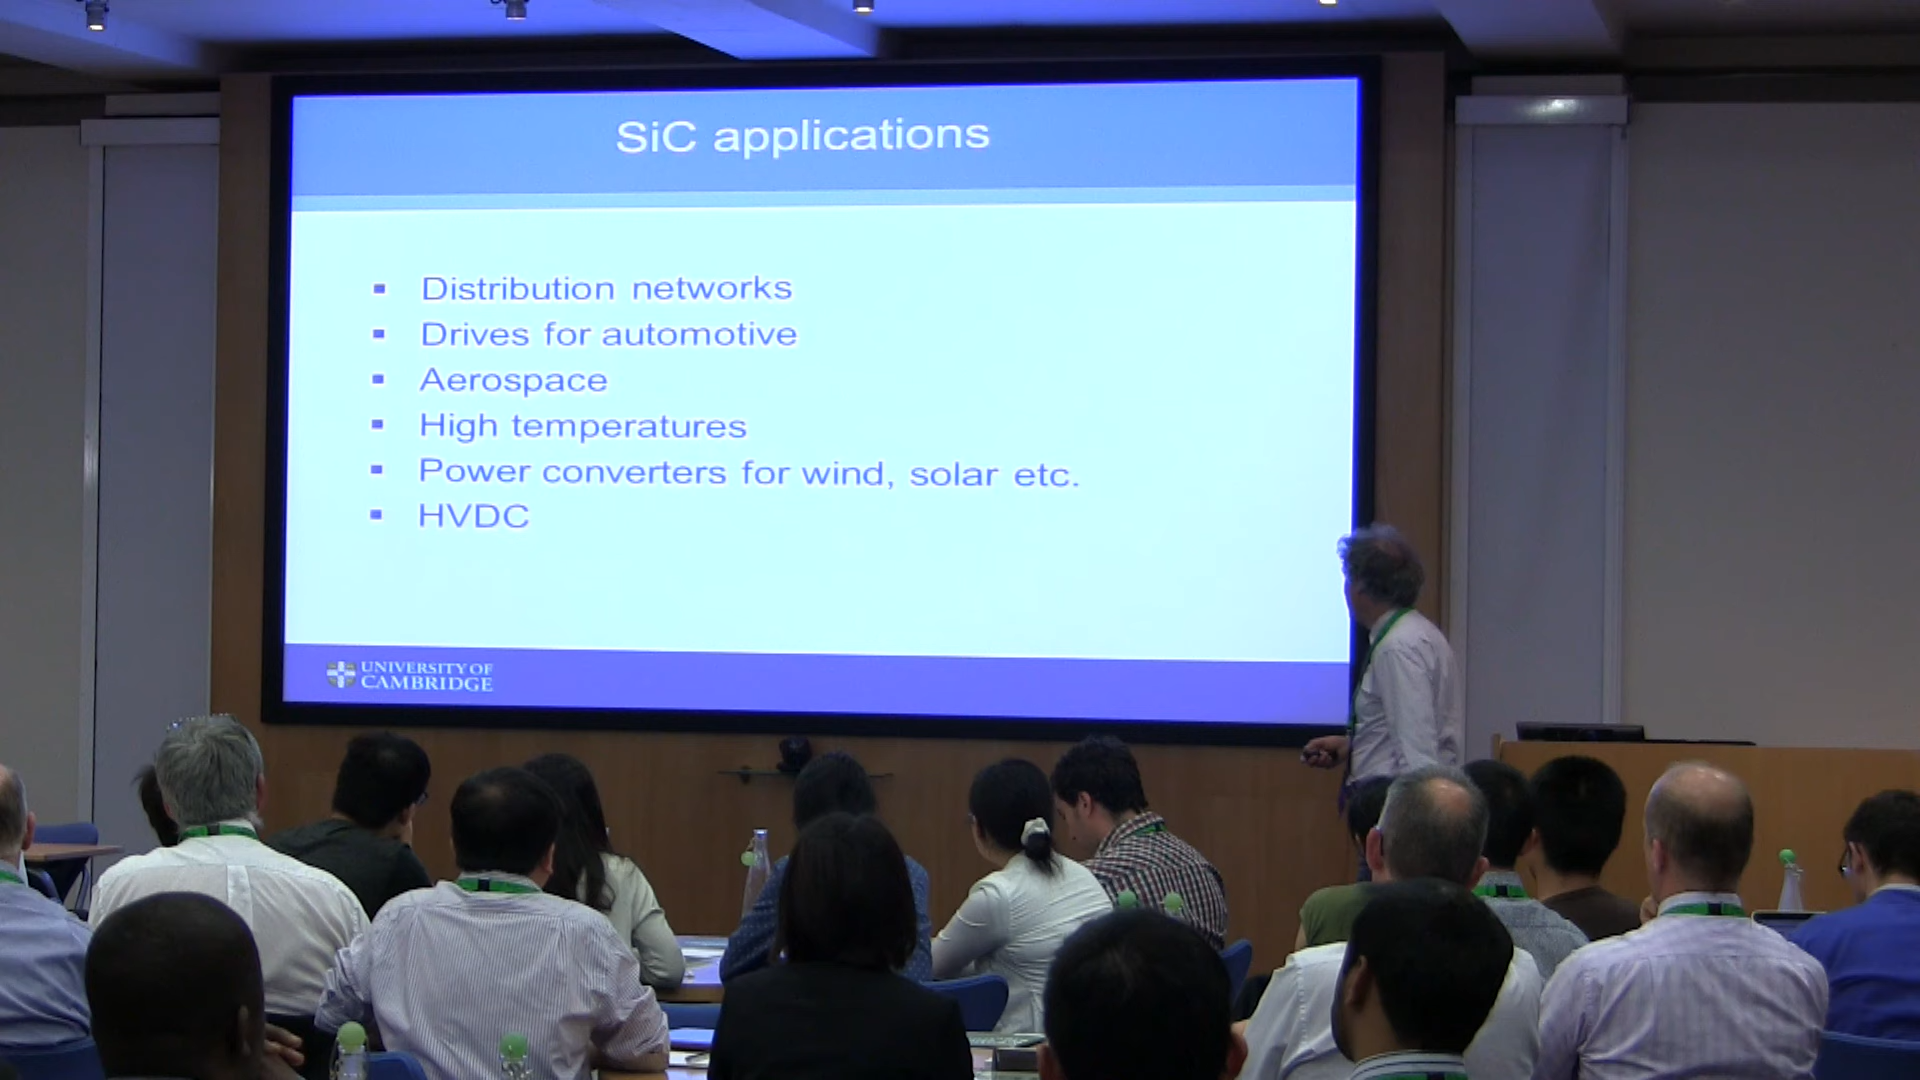 SiC applications
▪ Distribution networks
▪ Drives for automotive
▪ Aerospace
▪ High temperatures
▪ Power converters for wind, solar etc.
▪ HVDC
UNIVERSITY OF
CAMBRIDGE